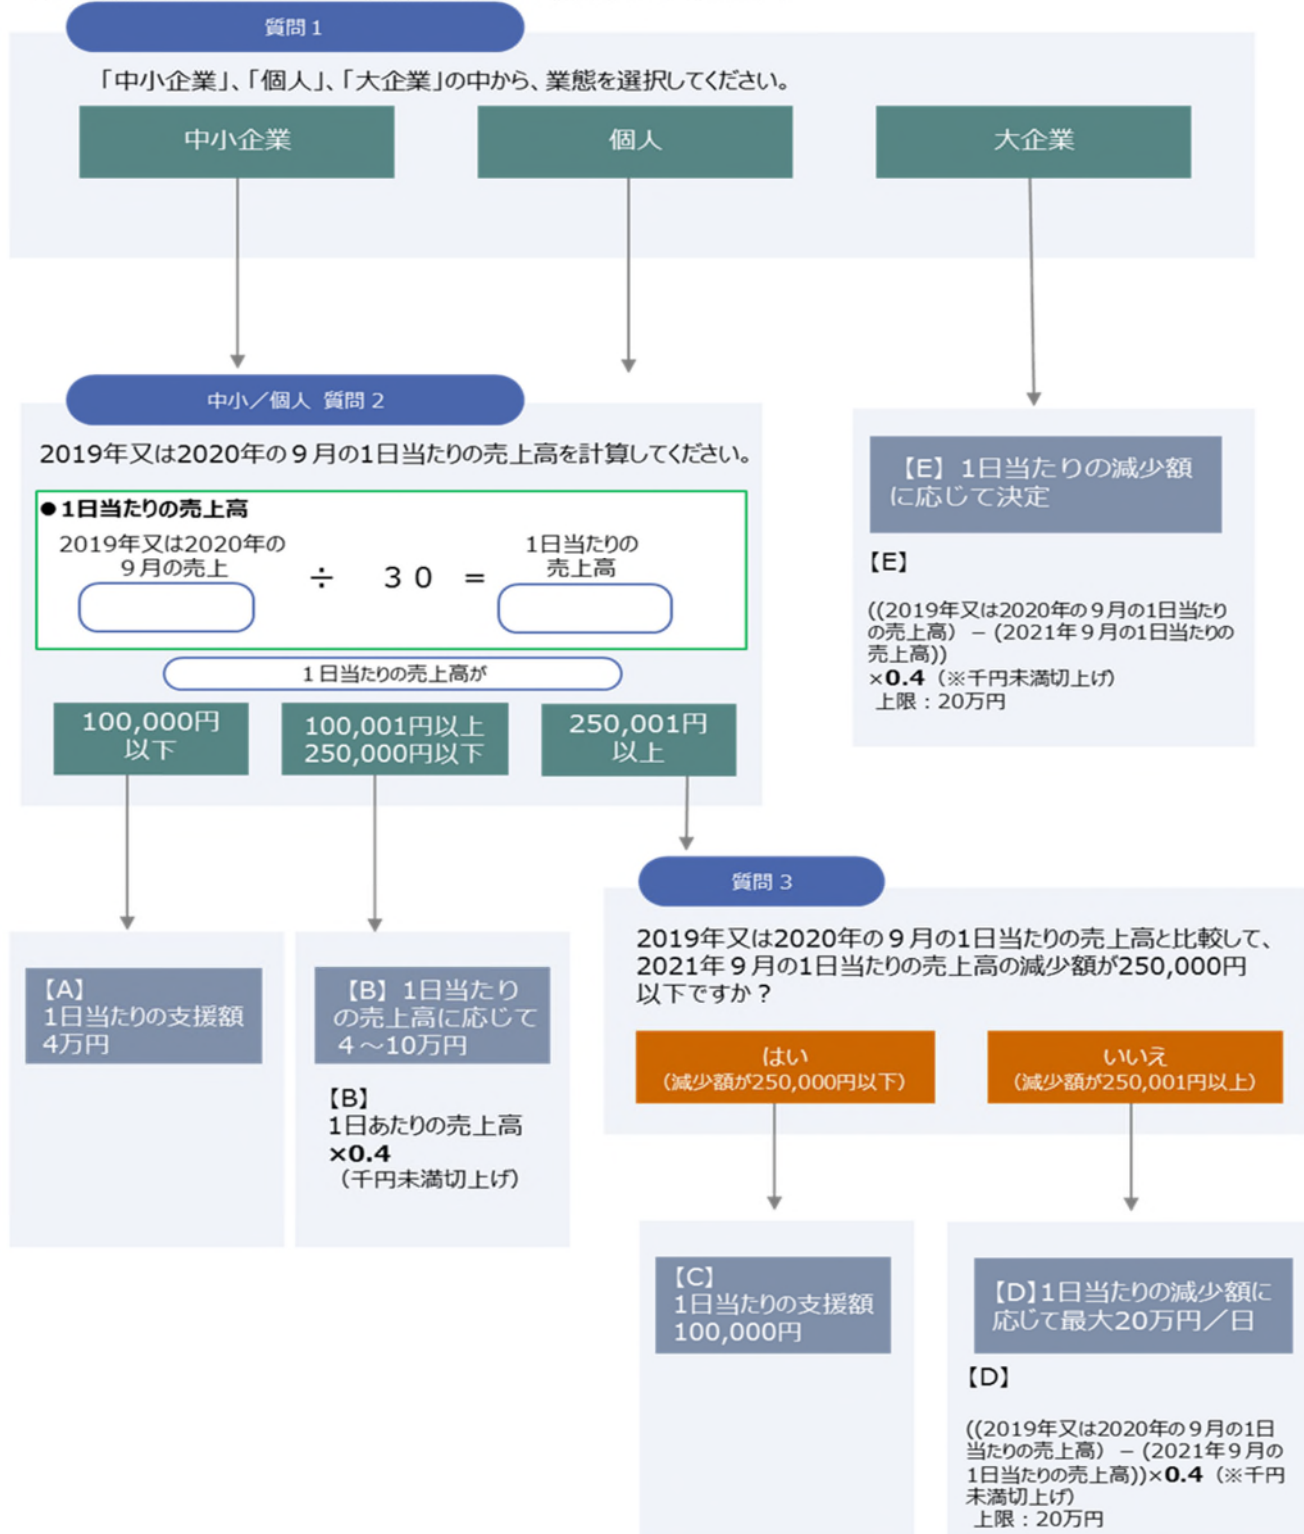 質問1
「中小企業」、「個人」、「大企業」の中から、業態を選択してください。
中小企業
個人
大企業
中小／個人 質問2
2019年又は2020年の９月の1日当たりの売上高を計算してください。
●1日当たりの売上高
2019年又は2020年の
９月の売上
÷ ３０ ＝
1日当たりの
売上高
１日当たりの売上高が
100,000円
以下
100,001円以上
250,000円以下
250,001円
以上
【E】1日当たりの減少額
に応じて決定
【E】
((2019年又は2020年の９月の1日当たり
の売上高）－（2021年９月の1日当たりの
売上高))
×0.4（※千円未満切上げ）
上限：20万円
【A】
1日当たりの支援額
4万円
【B】1日当たり
の売上高に応じて
４～10万円
【B】
1日あたりの売上高
×0.4
（千円未満切上げ）
質問3
2019年又は2020年の９月の1日当たりの売上高と比較して、
2021年９月の1日当たりの売上高の減少額が250,000円
以下ですか？
はい
（減少額が250,000円以下）
いいえ
（減少額が250,001円以上）
【C】
1日当たりの支援額
100,000円
【D】1日当たりの減少額に
応じて最大20万円／日
【D】
((2019年又は2020年の９月の1日
当たりの売上高）－（2021年９月の
1日当たりの売上高))×0.4（※千円
未満切上げ）
上限：20万円